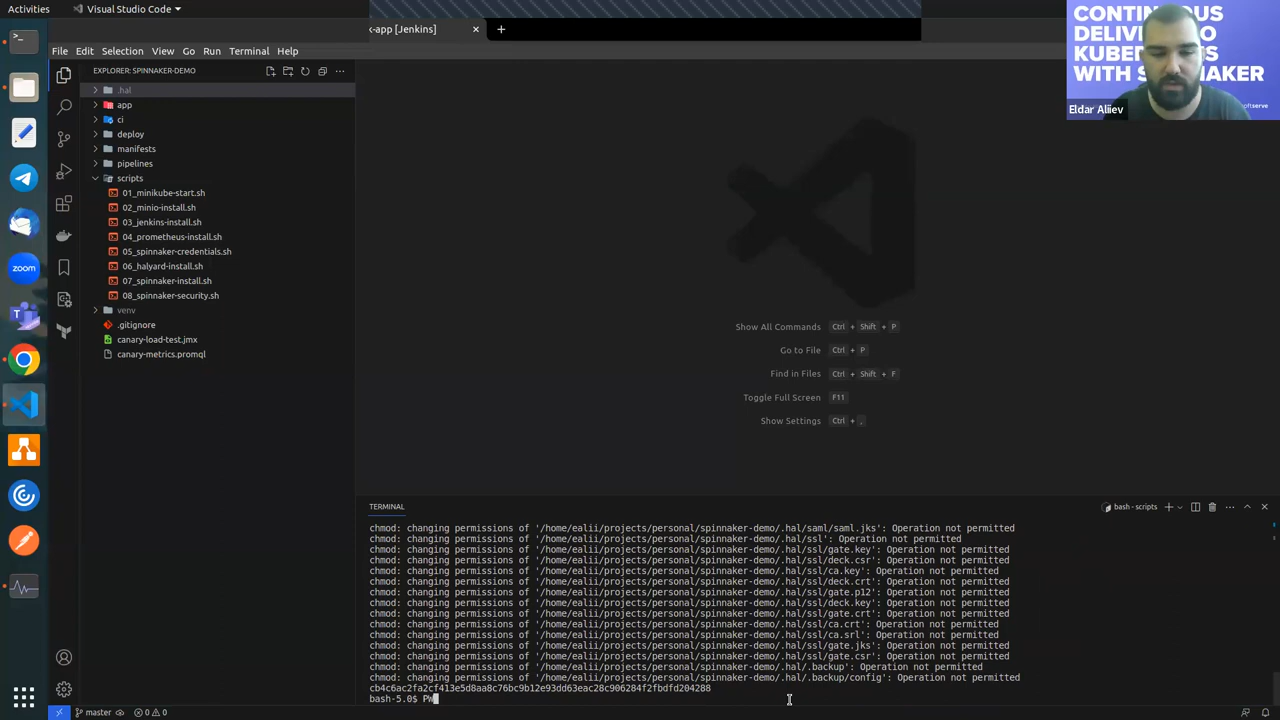 Activities
Visual Studio Code
k-app [Jenkins]
File Edit Selection View Go Run Terminal Help
EXPLORER: SPINNAKER-DEMO
.hal
app
ci
deploy
manifests
pipelines
scripts
01_minikube-start.sh
02_minio-install.sh
03_jenkins-install.sh
04_prometheus-install.sh
05_spinnaker-credentials.sh
06_halyard-install.sh
07_spinnaker-install.sh
08_spinnaker-security.sh
venv
.gitignore
canary-load-test.jmx
canary-metrics.promql
zoom
Show All Commands Ctrl + Shift + P
Go to File Ctrl + P
Find in Files Ctrl + Shift + F
Toggle Full Screen F11
Show Settings Ctrl + ,
Eldar Aliiev
TERMINAL
bash - scripts
chmod: changing permissions of '/home/ealii/projects/personal/spinnaker-demo/.hal/saml/saml.jks': Operation not permitted
chmod: changing permissions of '/home/ealii/projects/personal/spinnaker-demo/.hal/ssl': Operation not permitted
chmod: changing permissions of '/home/ealii/projects/personal/spinnaker-demo/.hal/ssl/gate.key': Operation not permitted
chmod: changing permissions of '/home/ealii/projects/personal/spinnaker-demo/.hal/ssl/deck.csr': Operation not permitted
chmod: changing permissions of '/home/ealii/projects/personal/spinnaker-demo/.hal/ssl/ca.key': Operation not permitted
chmod: changing permissions of '/home/ealii/projects/personal/spinnaker-demo/.hal/ssl/deck.crt': Operation not permitted
chmod: changing permissions of '/home/ealii/projects/personal/spinnaker-demo/.hal/ssl/gate.p12': Operation not permitted
chmod: changing permissions of '/home/ealii/projects/personal/spinnaker-demo/.hal/ssl/deck.key': Operation not permitted
chmod: changing permissions of '/home/ealii/projects/personal/spinnaker-demo/.hal/ssl/gate.crt': Operation not permitted
chmod: changing permissions of '/home/ealii/projects/personal/spinnaker-demo/.hal/ssl/ca.crt': Operation not permitted
chmod: changing permissions of '/home/ealii/projects/personal/spinnaker-demo/.hal/ssl/ca.srl': Operation not permitted
chmod: changing permissions of '/home/ealii/projects/personal/spinnaker-demo/.hal/ssl/gate.jks': Operation not permitted
chmod: changing permissions of '/home/ealii/projects/personal/spinnaker-demo/.hal/ssl/gate.csr': Operation not permitted
chmod: changing permissions of '/home/ealii/projects/personal/spinnaker-demo/.hal/.backup': Operation not permitted
chmod: changing permissions of '/home/ealii/projects/personal/spinnaker-demo/.hal/.backup/config': Operation not permitted
cb4c6ac2fa2cf413e5d8aa8c76bc9b12e93dd63eac28c906284f2fbdfd204288
bash-5.0$ PW
master 0 0